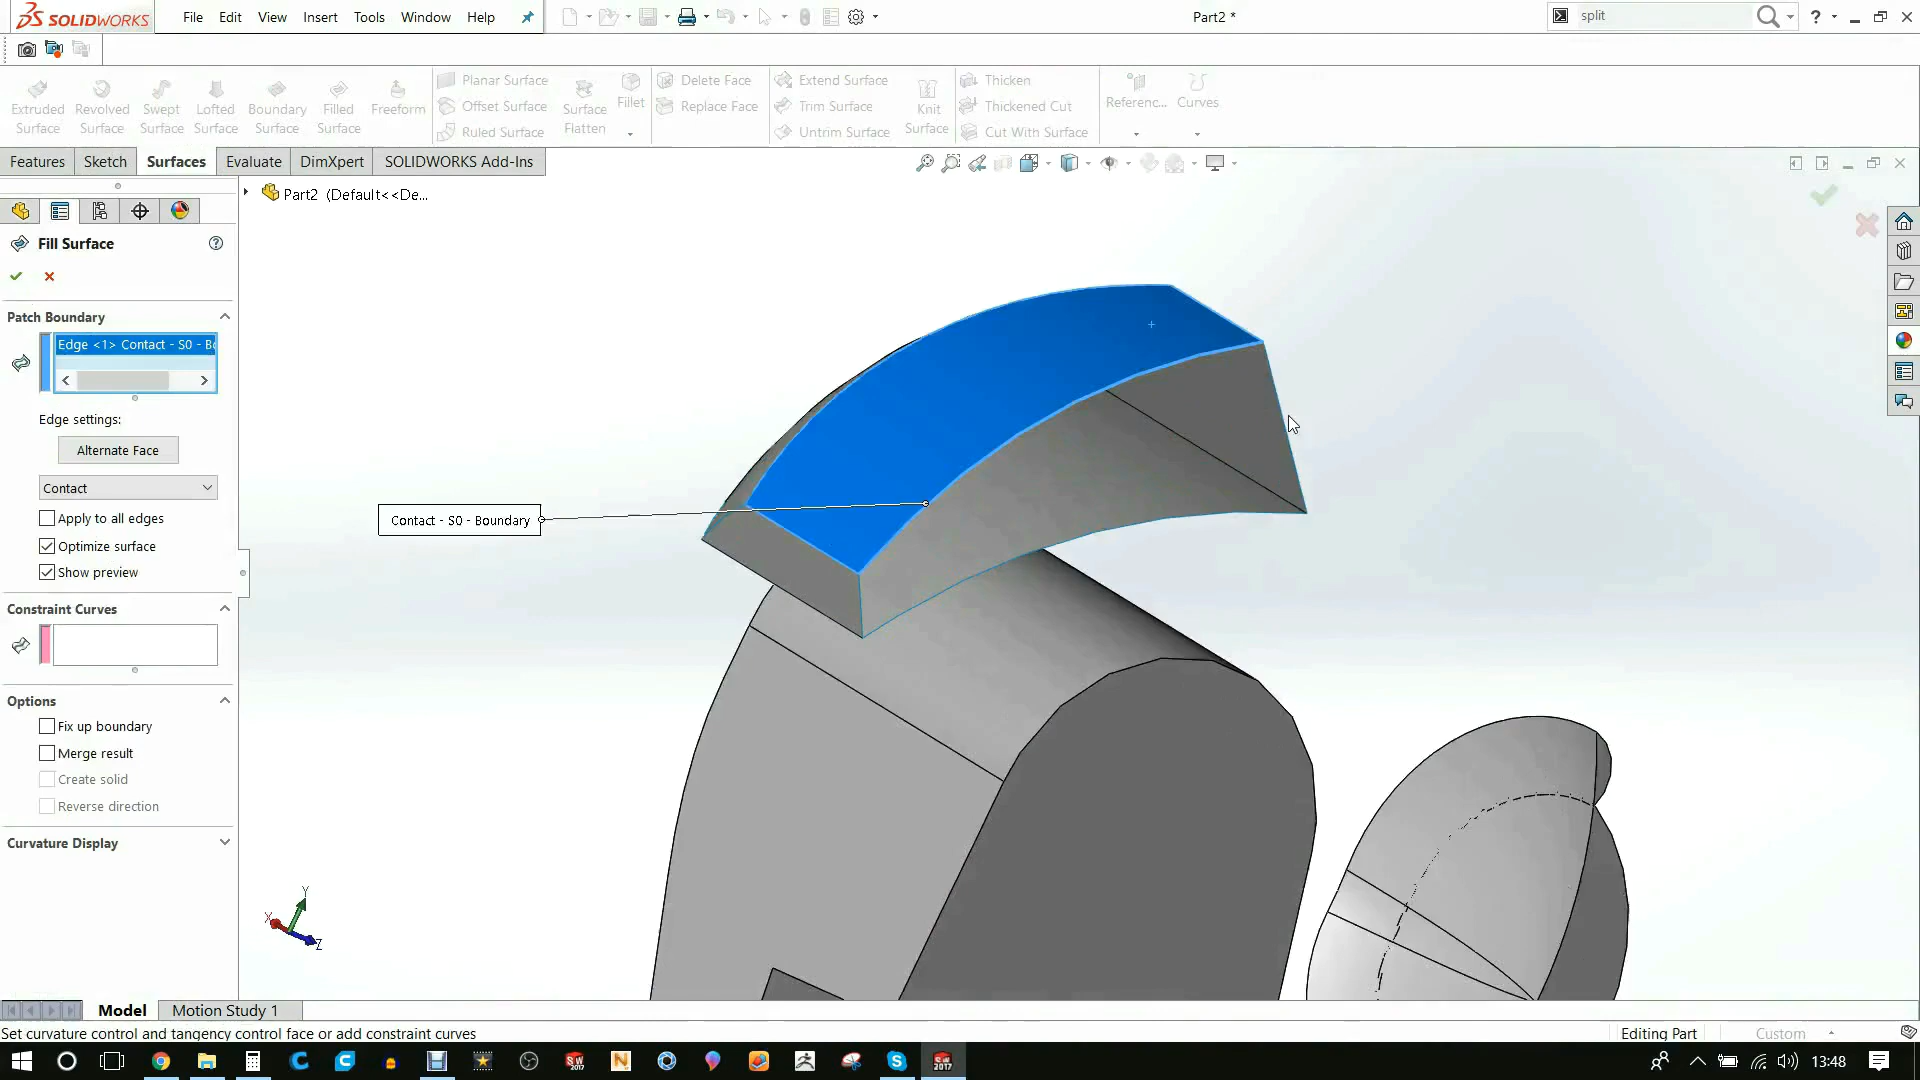 SOLIDWORKS File Edit View Insert Tools Window Help Part2 * split ?
Extruded Surface
Revolved Surface
Swept Surface
Lofted Surface
Boundary Surface
Filled Surface
Freeform
Planar Surface
Offset Surface
Ruled Surface
Surface Flatten
Fillet
Delete Face
Replace Face
Extend Surface
Trim Surface
Untrim Surface
Knit Surface
Thicken
Thickened Cut
Cut With Surface
Referenc...
Curves
Features Sketch Surfaces Evaluate DimXpert SOLIDWORKS Add-Ins
Part2 (Default<<De...
Fill Surface ?
Patch Boundary
Edge <1> Contact - S0 - Bo
Edge settings:
Alternate Face
Contact
Apply to all edges
Optimize surface
Show preview
Constraint Curves
Options
Fix up boundary
Merge result
Create solid
Reverse direction
Curvature Display
Contact - S0 - Boundary
Y
X
Z
Model Motion Study 1
Set curvature control and tangency control face or add constraint curves Editing Part Custom
SW 2017
SW 2017
13:48